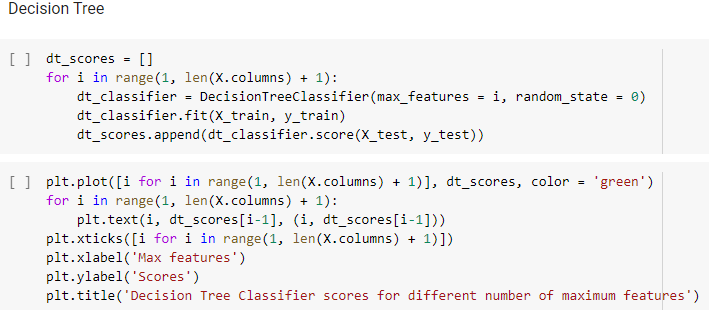 Decision Tree
[ ] dt_scores = []
for i in range(1, len(X.columns) + 1):
dt_classifier = DecisionTreeClassifier(max_features = i, random_state = 0)
dt_classifier.fit(X_train, y_train)
dt_scores.append(dt_classifier.score(X_test, y_test))
[ ] plt.plot([i for i in range(1, len(X.columns) + 1)], dt_scores, color = 'green')
for i in range(1, len(X.columns) + 1):
plt.text(i, dt_scores[i-1], (i, dt_scores[i-1]))
plt.xticks([i for i in range(1, len(X.columns) + 1)])
plt.xlabel('Max features')
plt.ylabel('Scores')
plt.title('Decision Tree Classifier scores for different number of maximum features')